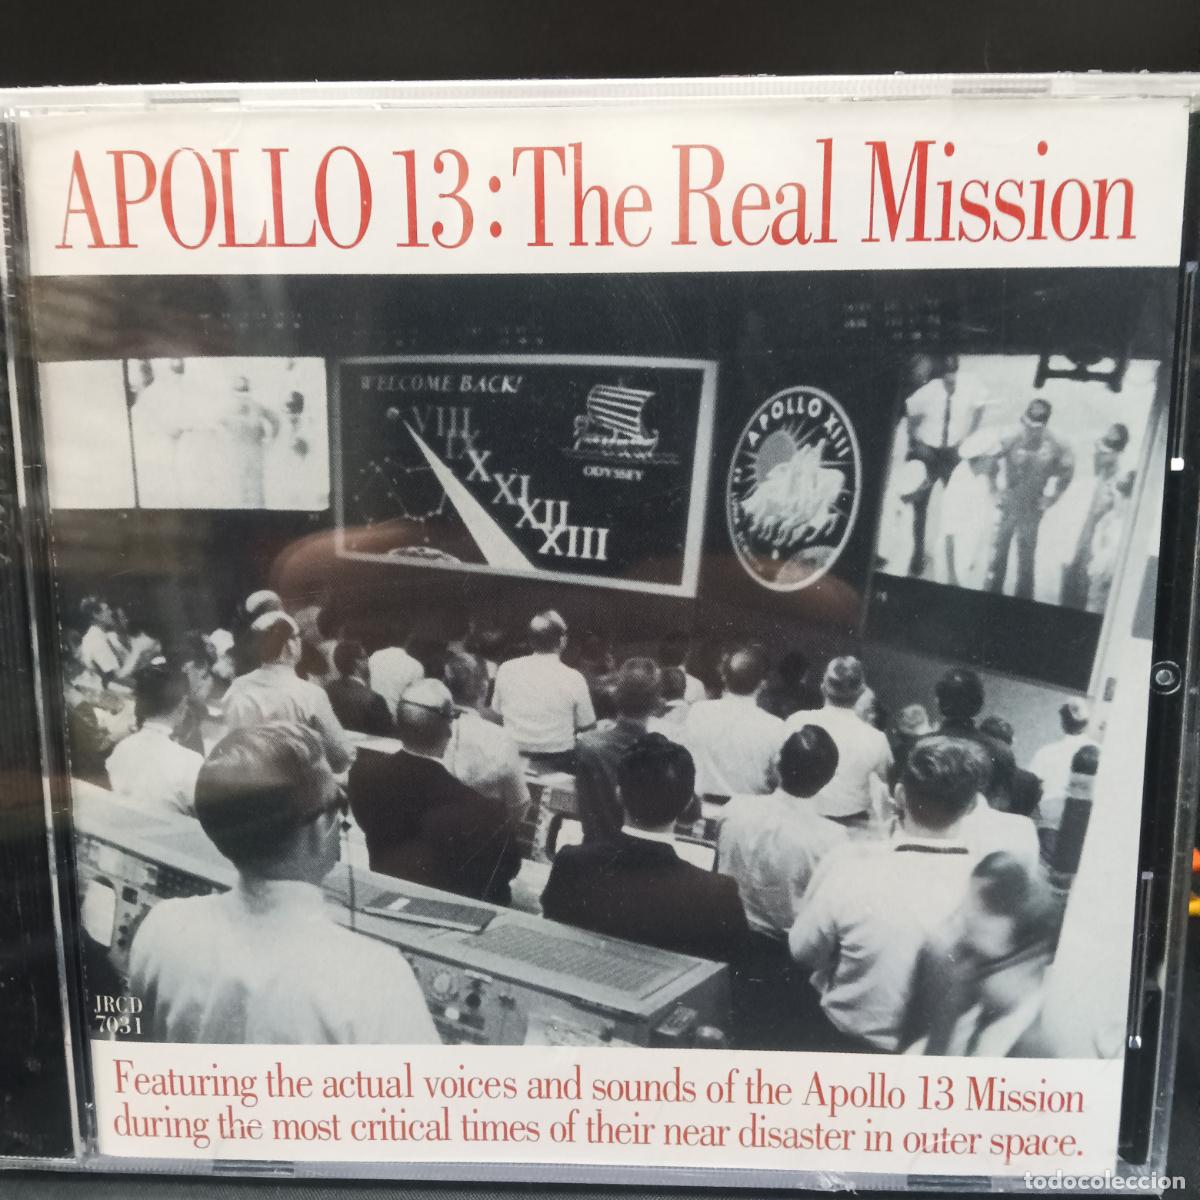 APOLLO 13: The Real Mission
WELCOME BACK!
VIII
IX
X
XI
XII
XIII
ODYSSEY
APOLLO XIII
JRCD
7031
Featuring the actual voices and sounds of the Apollo 13 Mission
during the most critical times of their near disaster in outer space.
todocoleccion